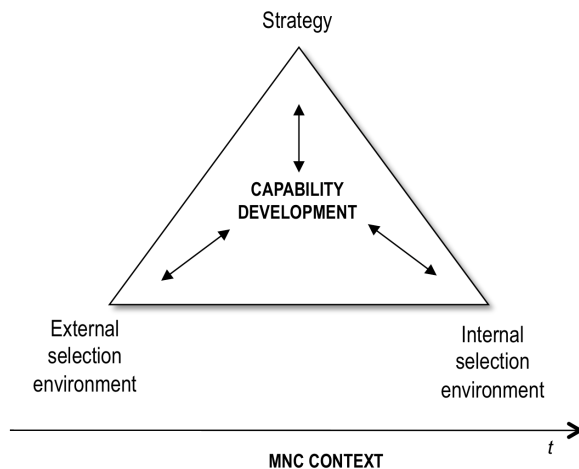 Strategy
CAPABILITY
DEVELOPMENT
External
selection
environment
Internal
selection
environment
t
MNC CONTEXT